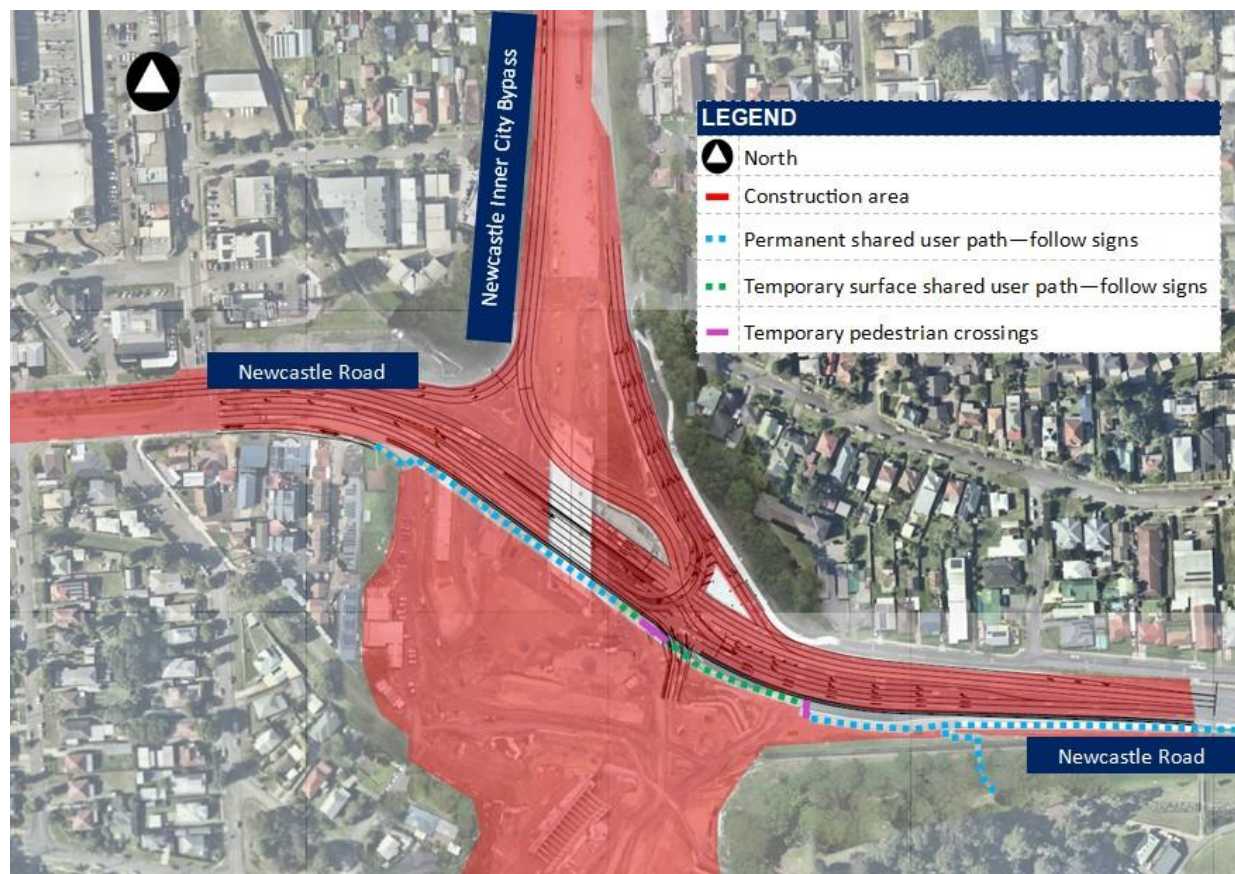 Newcastle Inner City Bypass
LEGEND
North
Construction area
Permanent shared user path—follow signs
Temporary surface shared user path—follow signs
Temporary pedestrian crossings
Newcastle Road
Newcastle Road